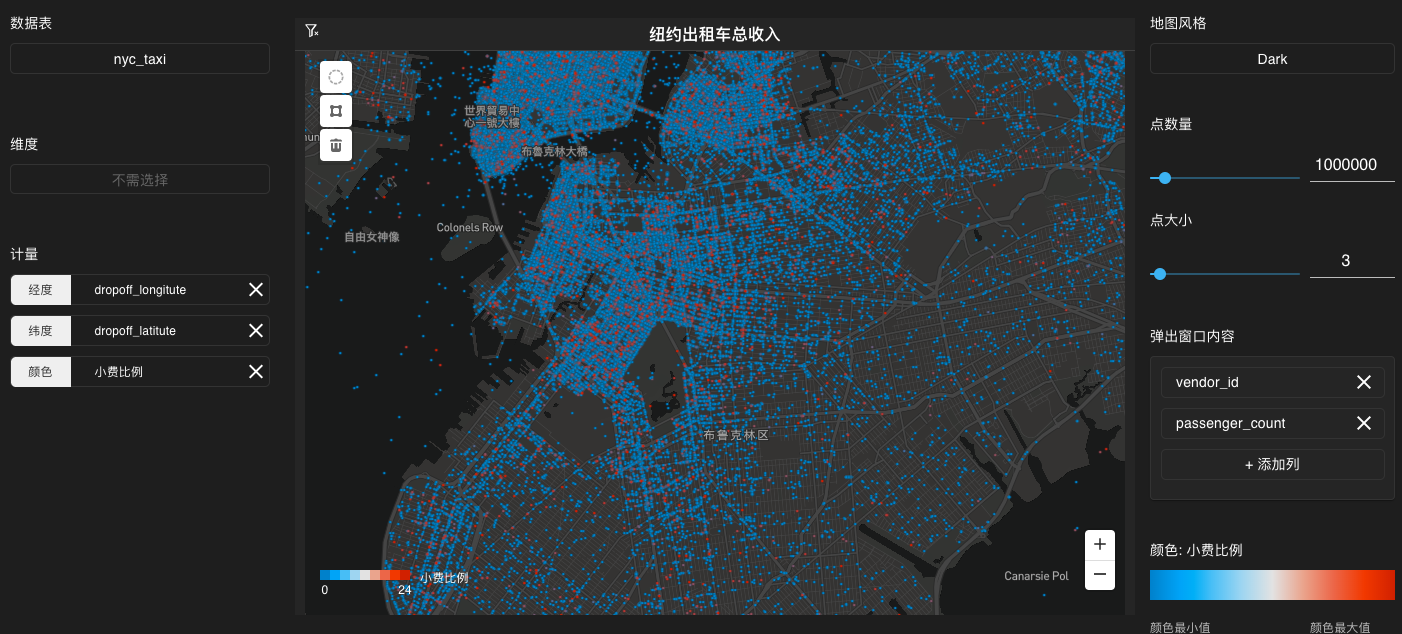 数据表
nyc_taxi
维度
不需选择
计量
经度
dropoff_longitute
纬度
dropoff_latitute
颜色
小费比例
纽约出租车总收入
世界貿易中
心一號大樓
布魯克林大橋
Colonels Row
自由女神像
布魯克林区
Canarsie Pol
小费比例
0
24
+
−
地图风格
Dark
点数量
1000000
点大小
3
弹出窗口内容
vendor_id
passenger_count
+ 添加列
颜色: 小费比例
颜色最小值
颜色最大值